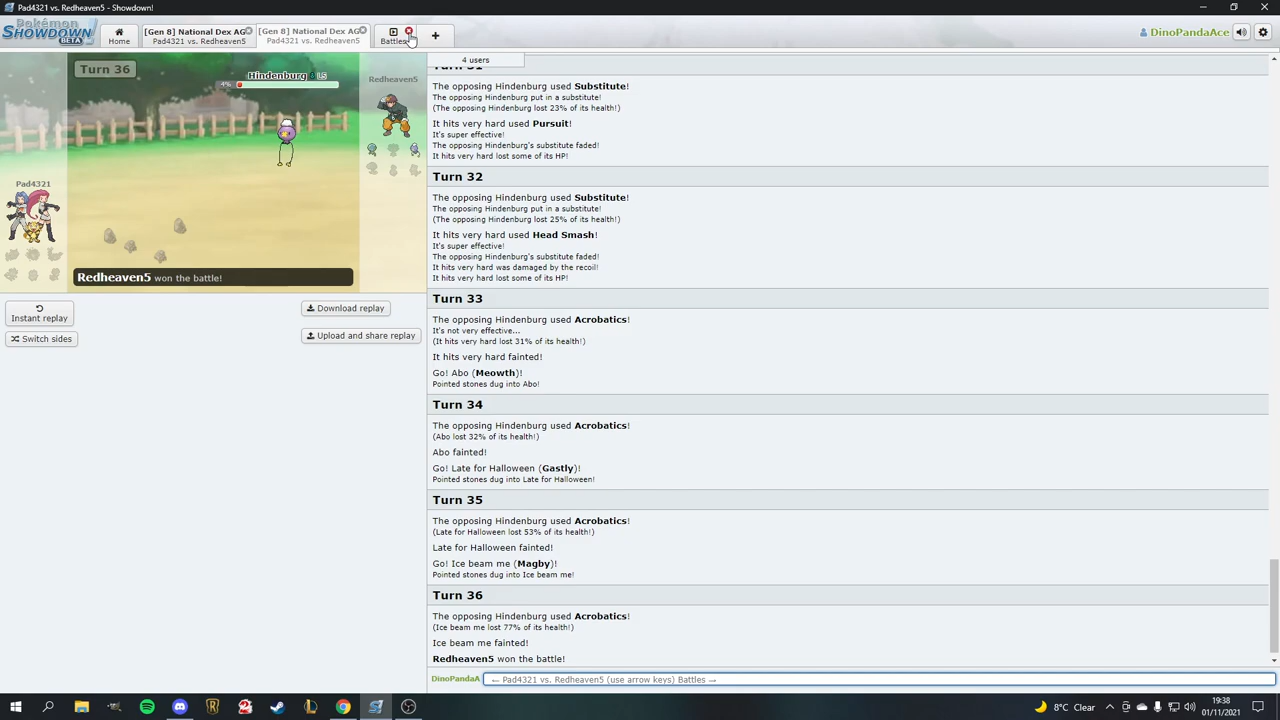 Pad4321 vs. Redheaven5 - Showdown!
Pokémon
SHOWDOWN!
BETA
Home
[Gen 8] National Dex AG
Pad4321 vs. Redheaven5
[Gen 8] National Dex AG
Pad4321 vs. Redheaven5
Battles
DinoPandaAce
Turn 36
Hindenburg L5
4%
Redheaven5
Pad4321
Redheaven5 won the battle!
Instant replay
Switch sides
Download replay
Upload and share replay
4 users
The opposing Hindenburg used Substitute!
The opposing Hindenburg put in a substitute!
(The opposing Hindenburg lost 23% of its health!)
It hits very hard used Pursuit!
It's super effective!
The opposing Hindenburg's substitute faded!
It hits very hard lost some of its HP!
Turn 32
The opposing Hindenburg used Substitute!
The opposing Hindenburg put in a substitute!
(The opposing Hindenburg lost 25% of its health!)
It hits very hard used Head Smash!
It's super effective!
The opposing Hindenburg's substitute faded!
It hits very hard was damaged by the recoil!
It hits very hard lost some of its HP!
Turn 33
The opposing Hindenburg used Acrobatics!
It's not very effective...
(It hits very hard lost 31% of its health!)
It hits very hard fainted!
Go! Abo (Meowth)!
Pointed stones dug into Abo!
Turn 34
The opposing Hindenburg used Acrobatics!
(Abo lost 32% of its health!)
Abo fainted!
Go! Late for Halloween (Gastly)!
Pointed stones dug into Late for Halloween!
Turn 35
The opposing Hindenburg used Acrobatics!
(Late for Halloween lost 53% of its health!)
Late for Halloween fainted!
Go! Ice beam me (Magby)!
Pointed stones dug into Ice beam me!
Turn 36
The opposing Hindenburg used Acrobatics!
(Ice beam me lost 77% of its health!)
Ice beam me fainted!
Redheaven5 won the battle!
DinoPandaA
← Pad4321 vs. Redheaven5 (use arrow keys) Battles →
8°C Clear
19:38
01/11/2021